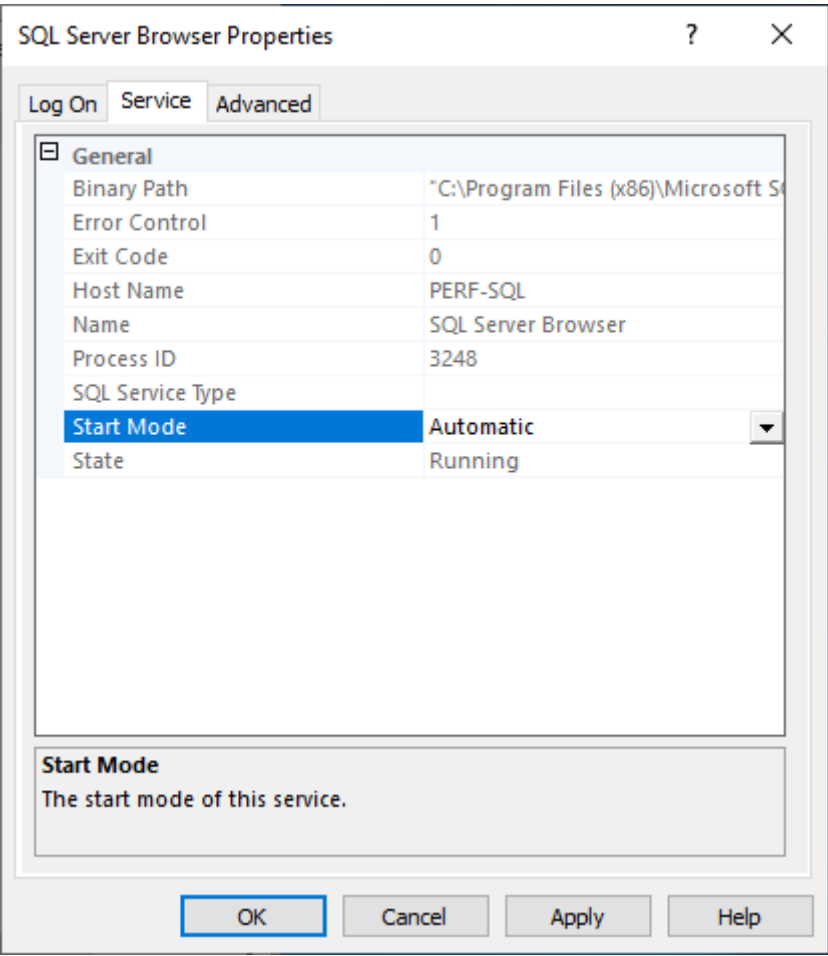 SQL Server Browser Properties ? ×
Log On Service Advanced
General
Binary Path "C:\Program Files (x86)\Microsoft
Error Control 1
Exit Code 0
Host Name PERF-SQL
Name SQL Server Browser
Process ID 3248
SQL Service Type
Start Mode Automatic
State Running
Start Mode
The start mode of this service.
OK Cancel Apply Help